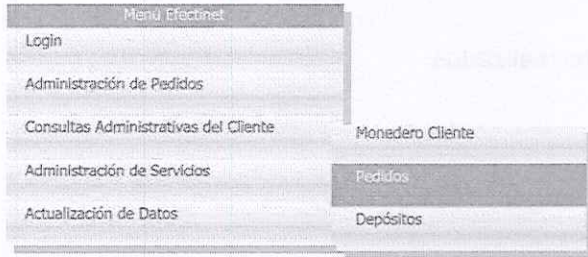 Menú Efectinet
Login
Administración de Pedidos
Consultas Administrativas del Cliente
Monedero Cliente
Administración de Servicios
Pedidos
Actualización de Datos
Depósitos